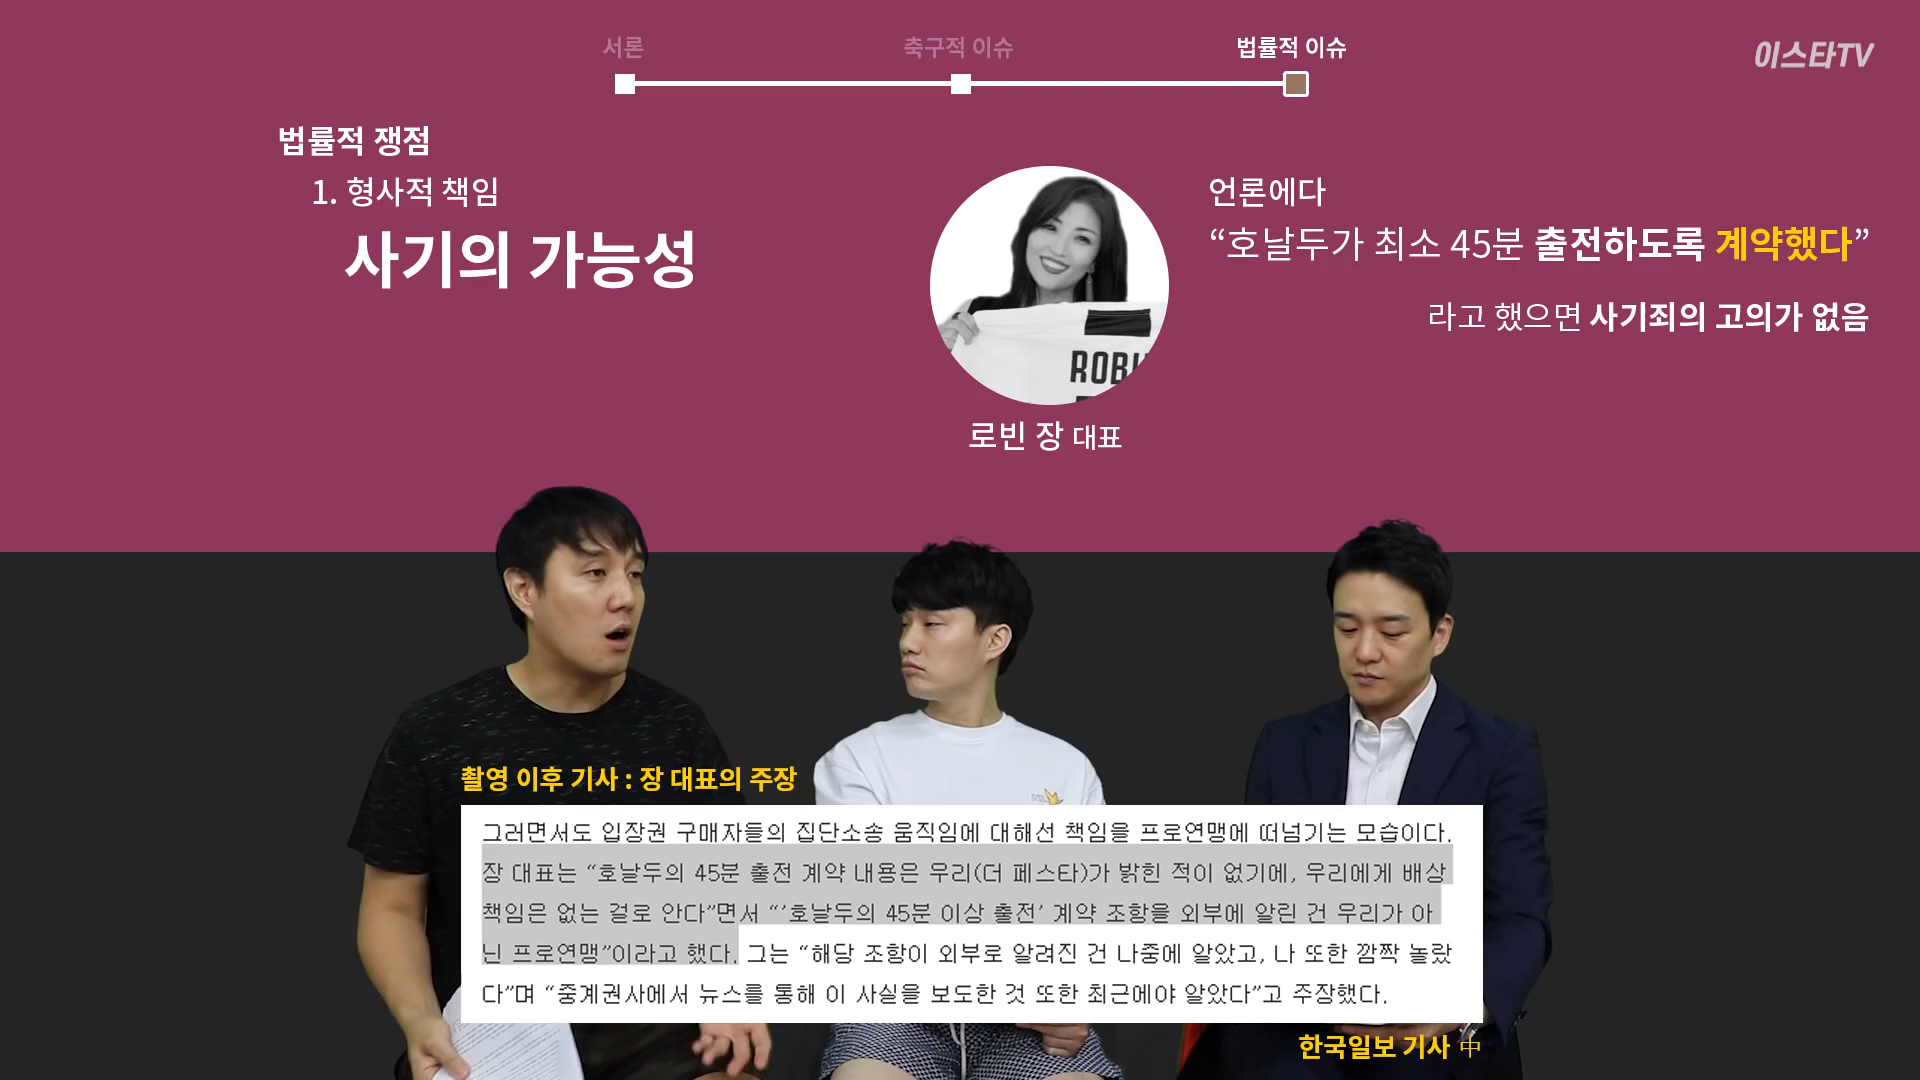 서론
축구적 이슈
법률적 이슈
이스타TV
법률적 쟁점
1. 형사적 책임
사기의 가능성
ROBI
로빈 장 대표
언론에다
“호날두가 최소 45분 출전하도록 계약했다”
라고 했으면 사기죄의 고의가 없음
촬영 이후 기사 : 장 대표의 주장
그러면서도 입장권 구매자들의 집단소송 움직임에 대해선 책임을 프로연맹에 떠넘기는 모습이다.
장 대표는 “호날두의 45분 출전 계약 내용은 우리(더 페스타)가 밝힌 적이 없기에, 우리에게 배상
책임은 없는 걸로 안다”면서 “‘호날두의 45분 이상 출전’ 계약 조항을 외부에 알린 건 우리가 아
닌 프로연맹”이라고 했다. 그는 “해당 조항이 외부로 알려진 건 나중에 알았고, 나 또한 깜짝 놀랐
다”며 “중계권사에서 뉴스를 통해 이 사실을 보도한 것 또한 최근에야 알았다”고 주장했다.
한국일보 기사 中